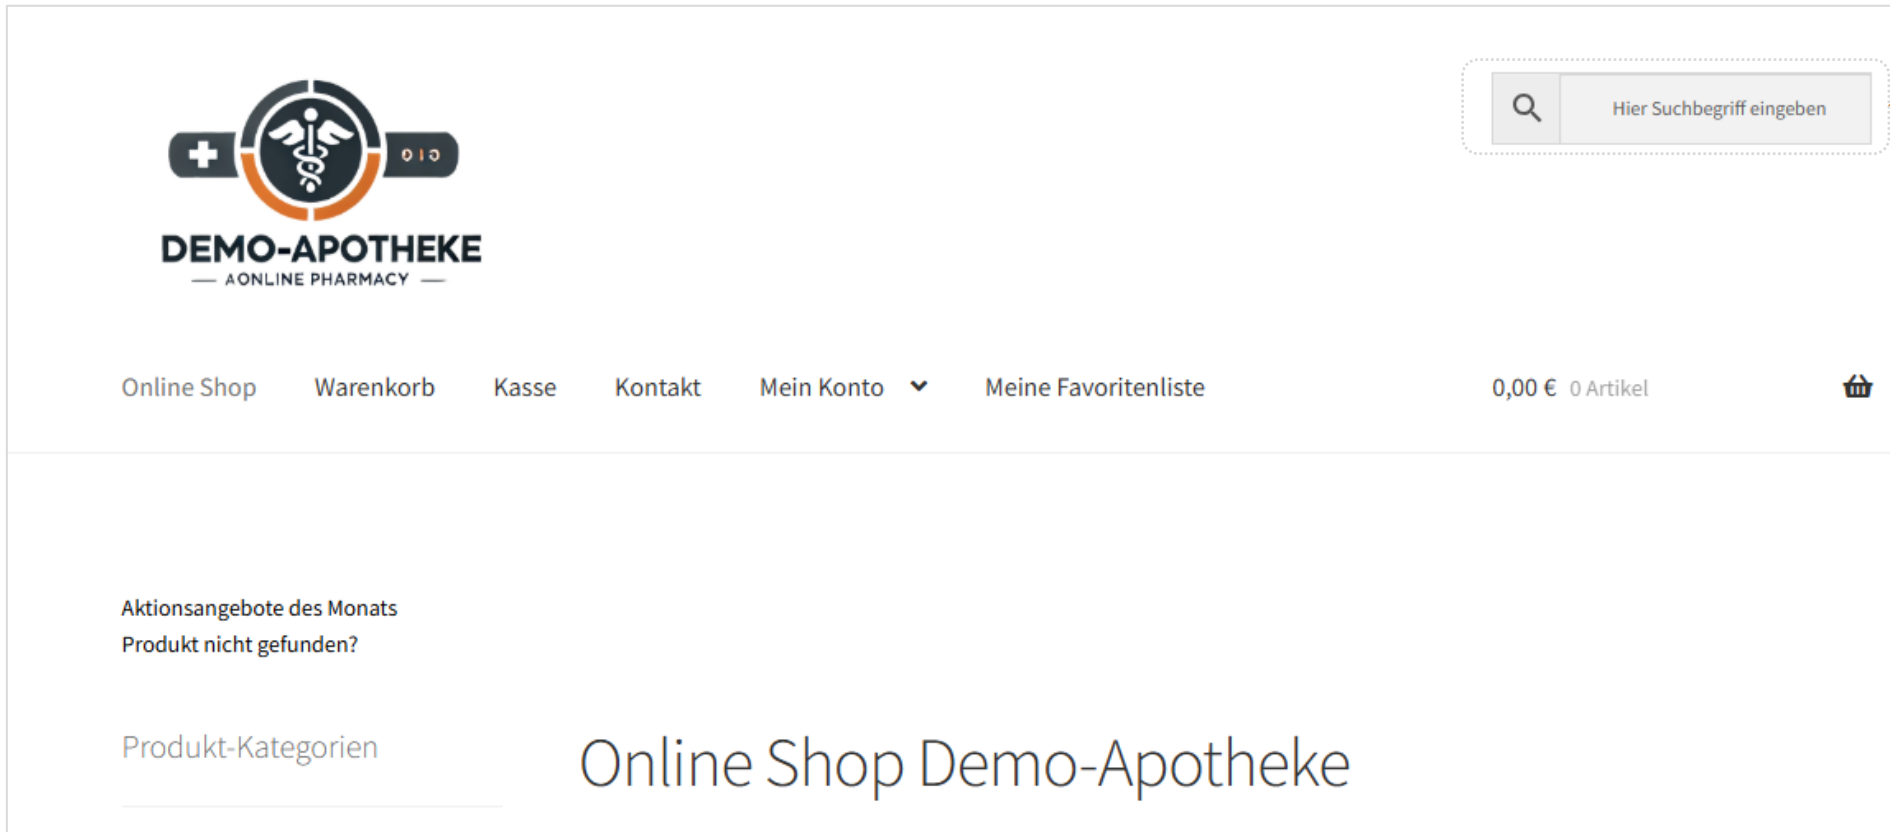 DEMO-APOTHEKE
AONLINE PHARMACY
Hier Suchbegriff eingeben
Online Shop Warenkorb Kasse Kontakt Mein Konto Meine Favoritenliste 0,00 € 0 Artikel
Aktionsangebote des Monats
Produkt nicht gefunden?
Produkt-Kategorien
Online Shop Demo-Apotheke